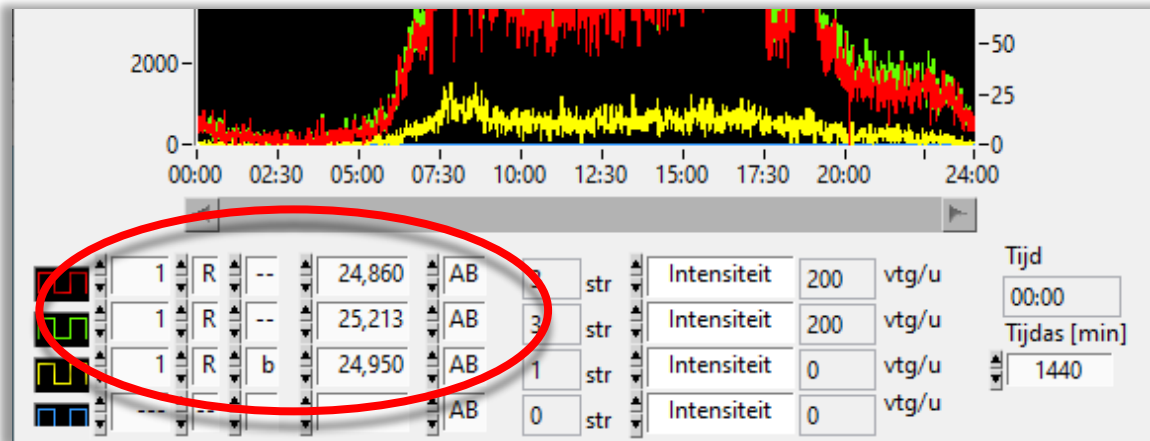 2000 50
25
0 0
00:00 02:30 05:00 07:30 10:00 12:30 15:00 17:30 20:00 24:00
1 R -- 24,860 AB 3 str Intensiteit 200 vtg/u
1 R -- 25,213 AB 3 str Intensiteit 200 vtg/u
1 R b 24,950 AB 1 str Intensiteit 0 vtg/u
--- -- AB 0 str Intensiteit 0 vtg/u
Tijd
00:00
Tijdas [min]
1440